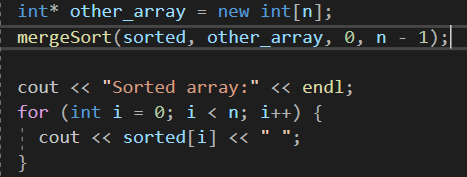 int* other_array = new int[n];
mergeSort(sorted, other_array, 0, n - 1);
cout << "Sorted array:" << endl;
for (int i = 0; i < n; i++) {
cout << sorted[i] << " ";
}